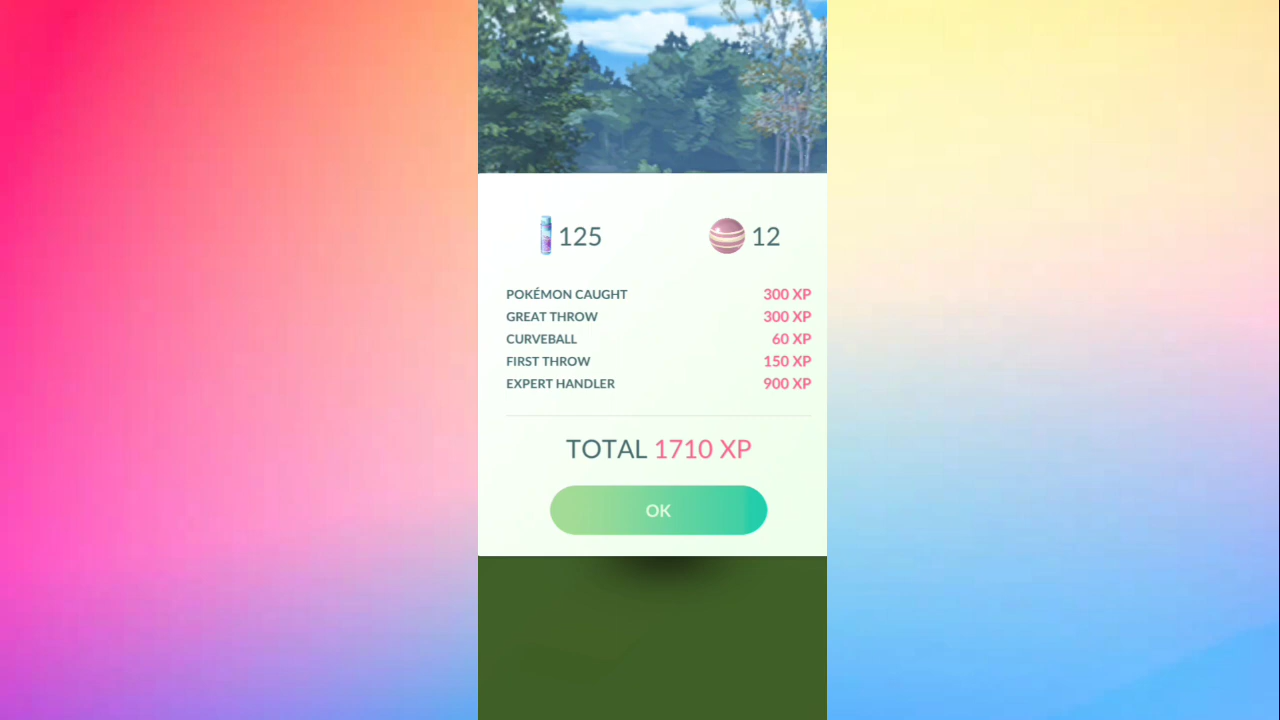 125 12
POKÉMON CAUGHT 300 XP
GREAT THROW 300 XP
CURVEBALL 60 XP
FIRST THROW 150 XP
EXPERT HANDLER 900 XP
TOTAL 1710 XP
OK